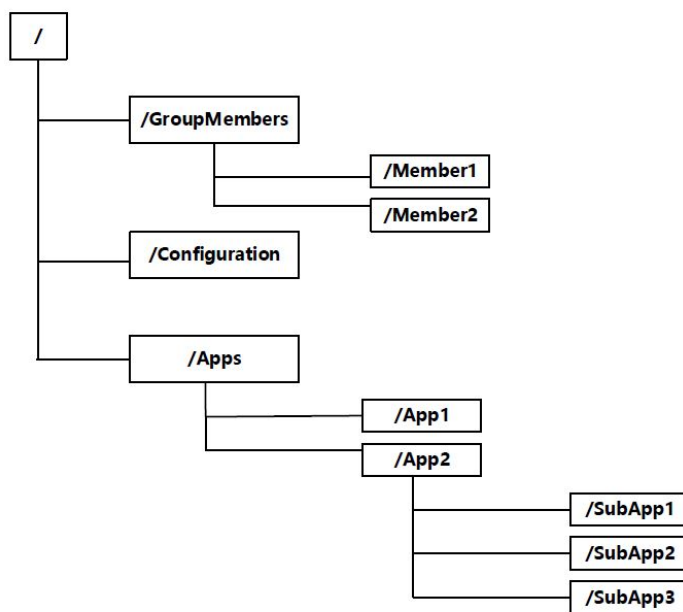 /
/GroupMembers
/Member1
/Member2
/Configuration
/Apps
/App1
/App2
/SubApp1
/SubApp2
/SubApp3